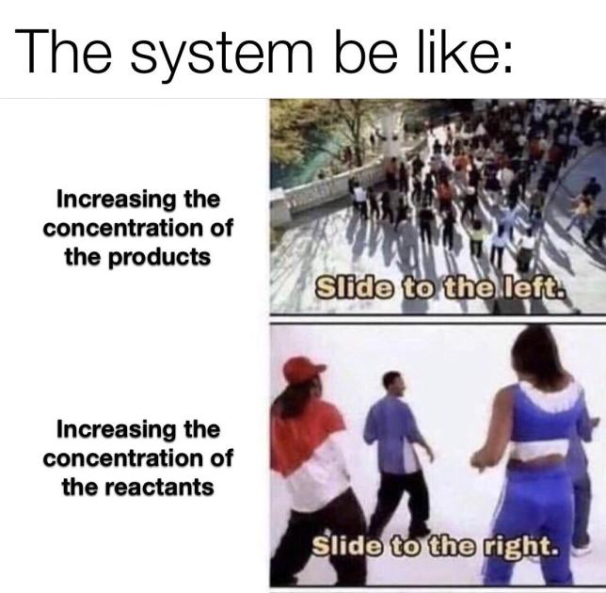 The system be like:
Increasing the
concentration of
the products
Slide to the left.
Increasing the
concentration of
the reactants
Slide to the right.